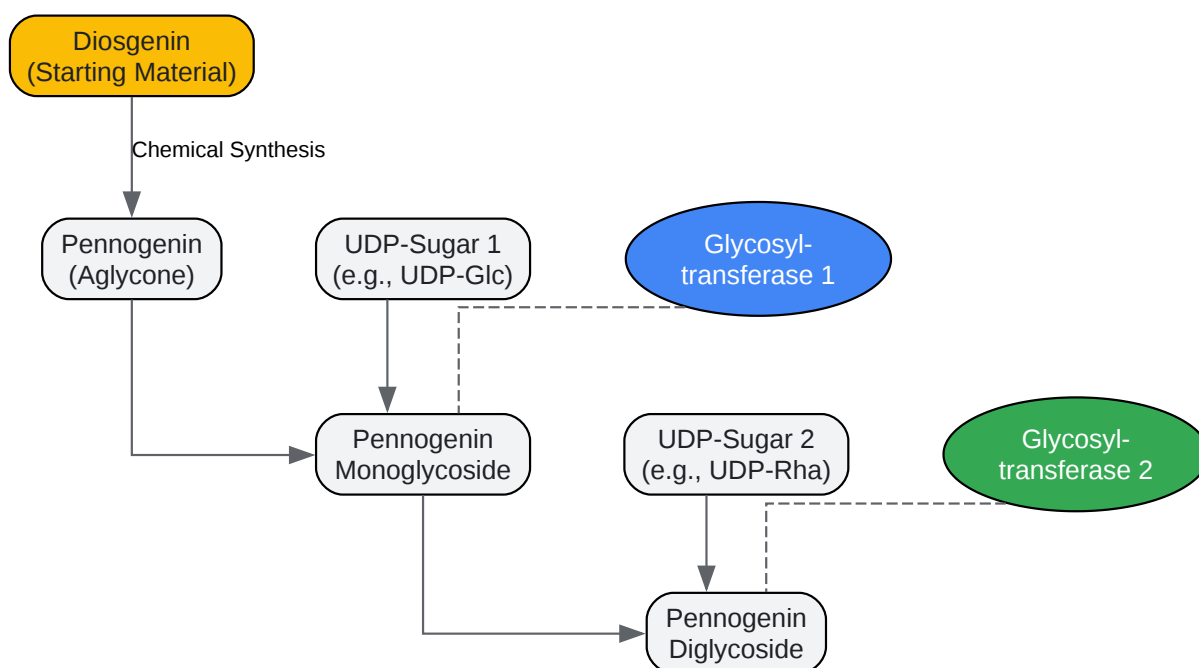 Diosgenin
(Starting Material)
Chemical Synthesis
Pennogenin
(Aglycone)
UDP-Sugar 1
(e.g., UDP-Glc)
Glycosyl-
transferase 1
Pennogenin
Monoglycoside
UDP-Sugar 2
(e.g., UDP-Rha)
Glycosyl-
transferase 2
Pennogenin
Diglycoside